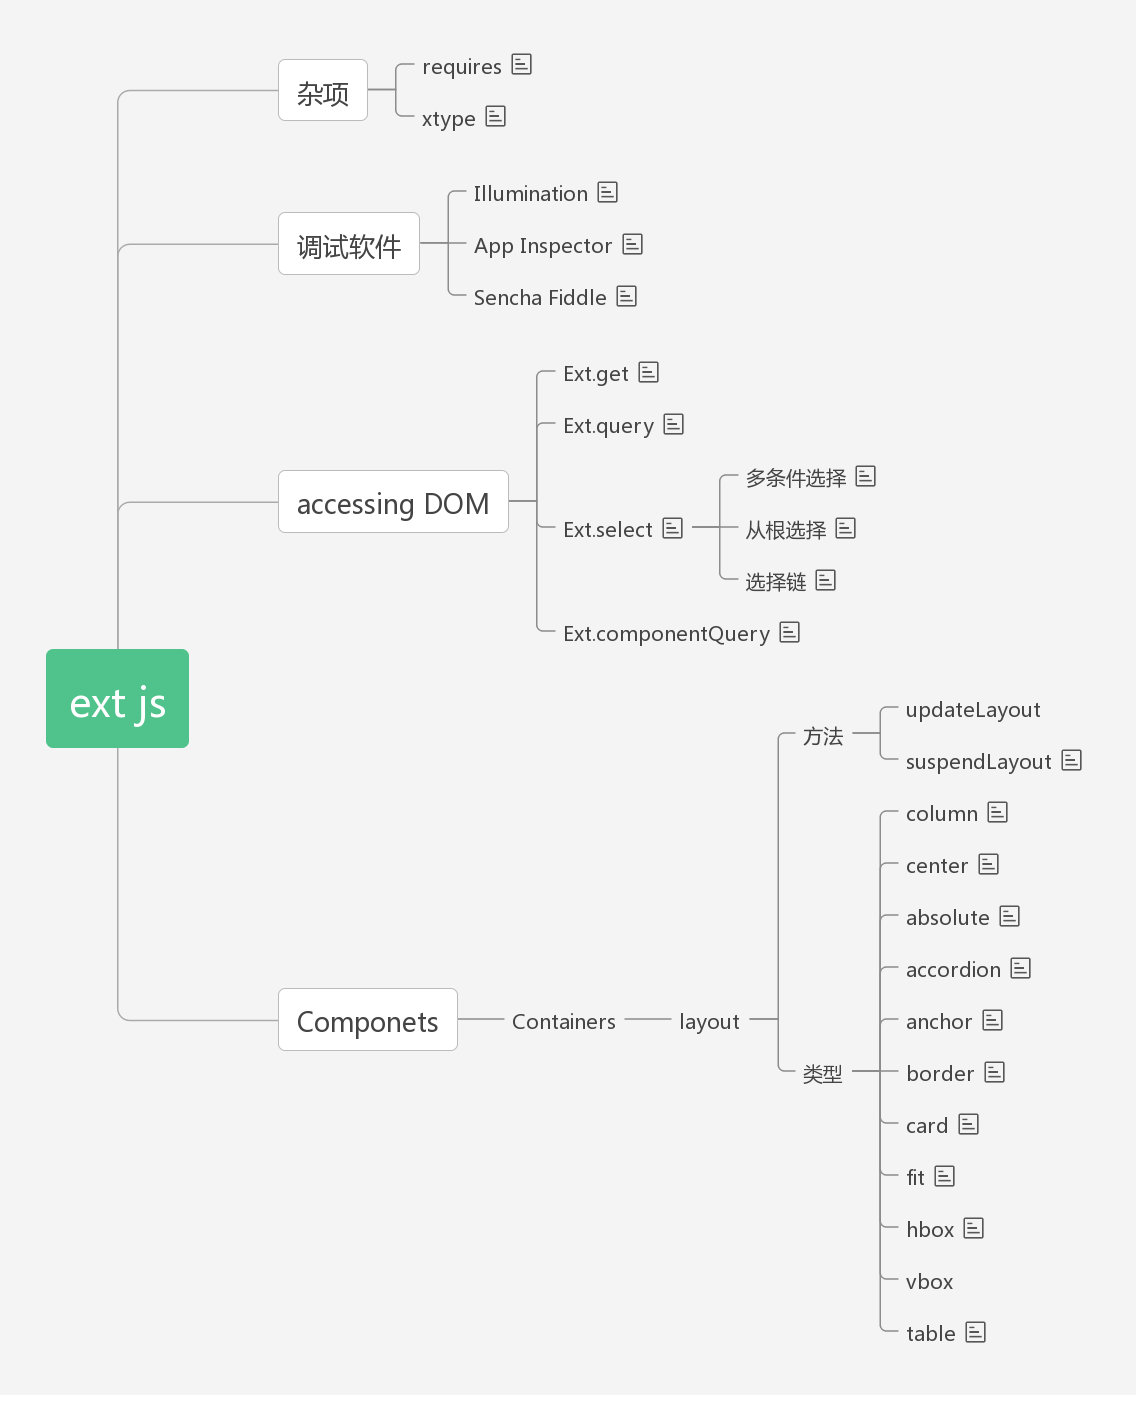 ext js
杂项
requires
xtype
调试软件
Illumination
App Inspector
Sencha Fiddle
accessing DOM
Ext.get
Ext.query
Ext.select
多条件选择
从根选择
选择链
Ext.componentQuery
Componets
Containers
layout
方法
updateLayout
suspendLayout
类型
column
center
absolute
accordion
anchor
border
card
fit
hbox
vbox
table